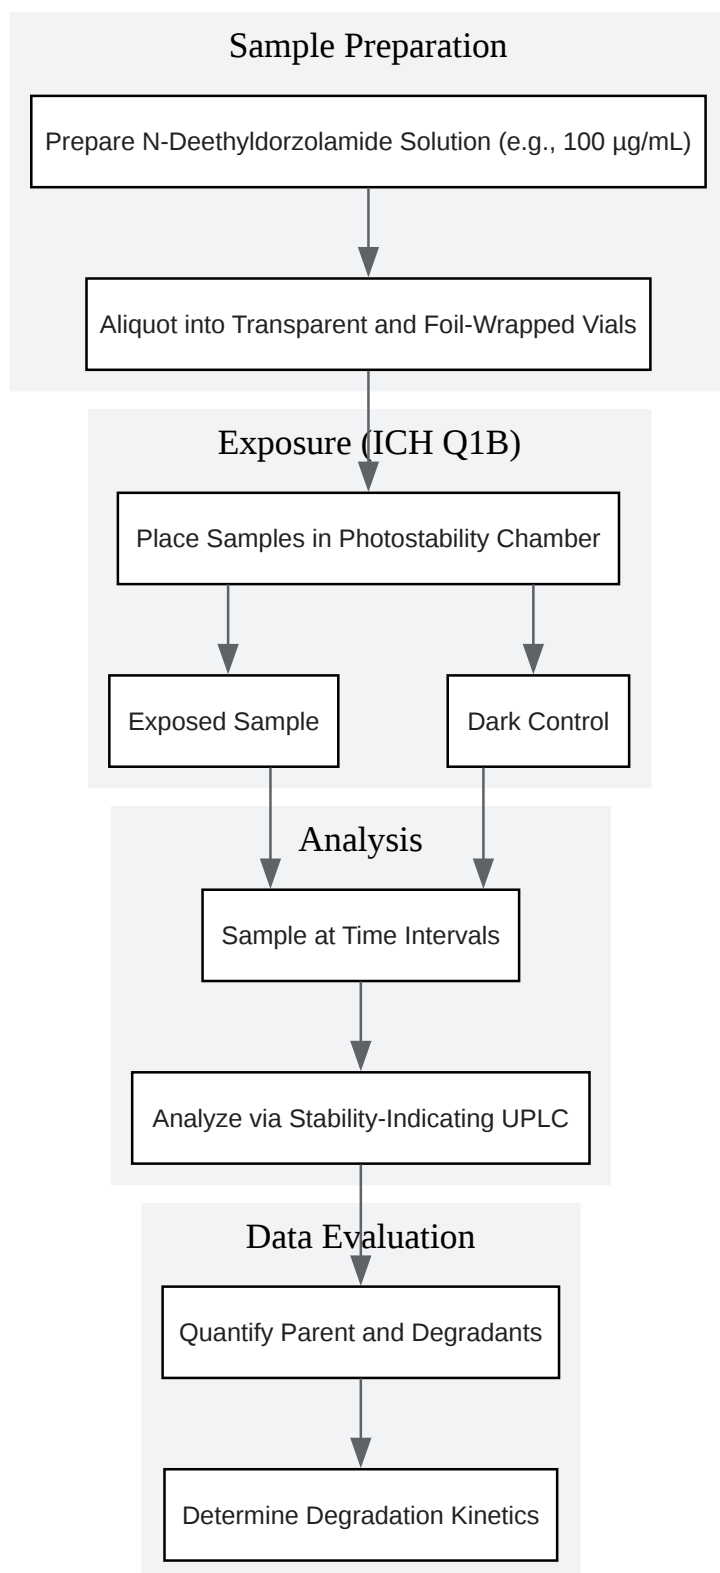 Sample Preparation
Prepare N-Deethyldorzolamide Solution (e.g., 100 µg/mL)
Aliquot into Transparent and Foil-Wrapped Vials
Exposure (ICH Q1B)
Place Samples in Photostability Chamber
Exposed Sample
Dark Control
Analysis
Sample at Time Intervals
Analyze via Stability-Indicating UPLC
Data Evaluation
Quantify Parent and Degradants
Determine Degradation Kinetics